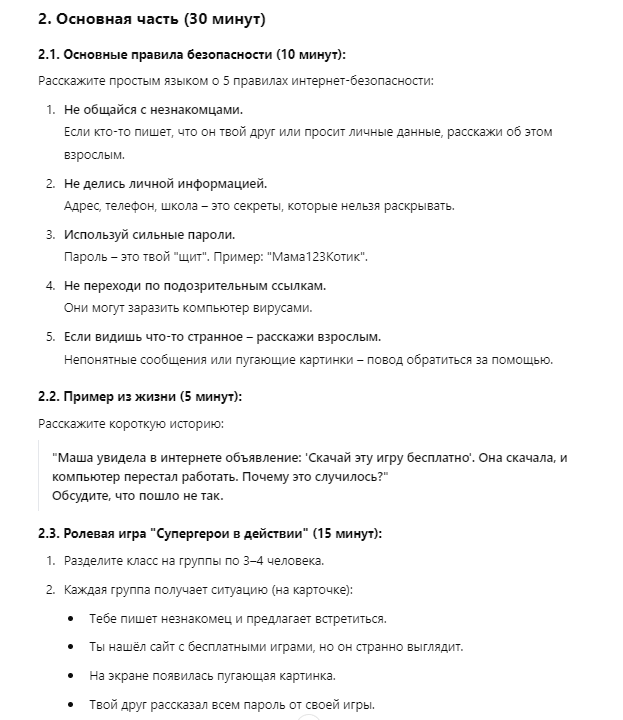 2. Основная часть (30 минут)
2.1. Основные правила безопасности (10 минут):
Расскажите простым языком о 5 правилах интернет-безопасности:
1. Не общайся с незнакомцами.
Если кто-то пишет, что он твой друг или просит личные данные, расскажи об этом
взрослым.
2. Не делись личной информацией.
Адрес, телефон, школа – это секреты, которые нельзя раскрывать.
3. Используй сильные пароли.
Пароль – это твой "щит". Пример: "Мама123Котик".
4. Не переходи по подозрительным ссылкам.
Они могут заразить компьютер вирусами.
5. Если видишь что-то странное – расскажи взрослым.
Непонятные сообщения или пугающие картинки – повод обратиться за помощью.
2.2. Пример из жизни (5 минут):
Расскажите короткую историю:
"Маша увидела в интернете объявление: 'Скачай эту игру бесплатно'. Она скачала, и
компьютер перестал работать. Почему это случилось?"
Обсудите, что пошло не так.
2.3. Ролевая игра "Супергерои в действии" (15 минут):
1. Разделите класс на группы по 3–4 человека.
2. Каждая группа получает ситуацию (на карточке):
• Тебе пишет незнакомец и предлагает встретиться.
• Ты нашёл сайт с бесплатными играми, но он странно выглядит.
• На экране появилась пугающая картинка.
• Твой друг рассказал всем пароль от своей игры.